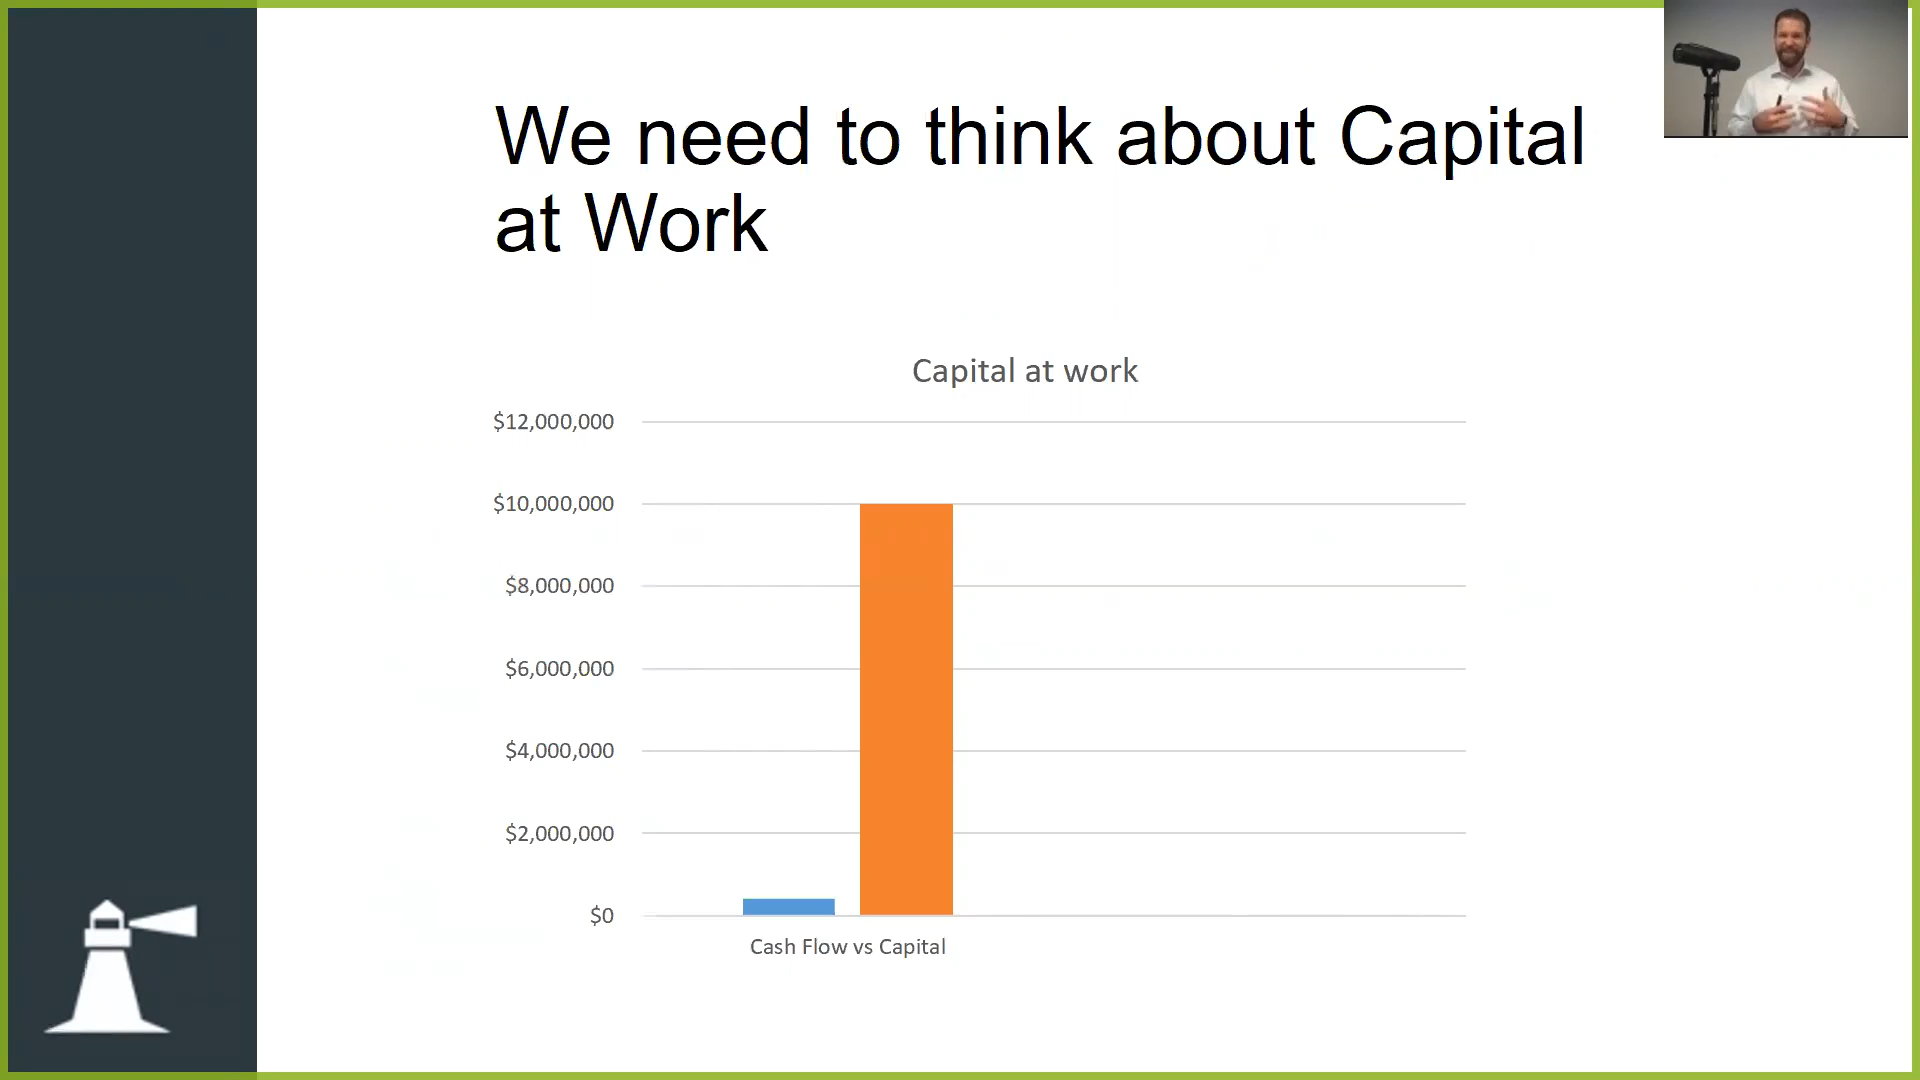 We need to think about Capital
at Work
Capital at work
$12,000,000
$10,000,000
$8,000,000
$6,000,000
$4,000,000
$2,000,000
$0
Cash Flow vs Capital